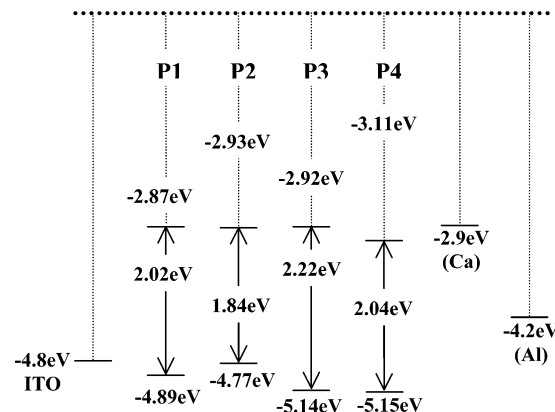 P1 P2 P3 P4
-3.11eV
-2.93eV
-2.92eV
-2.87eV
-2.9eV
(Ca)
2.02eV
2.22eV
1.84eV
2.04eV
-4.2eV
(Al)
-4.8eV
ITO
-4.89eV
-4.77eV
-5.14eV
-5.15eV